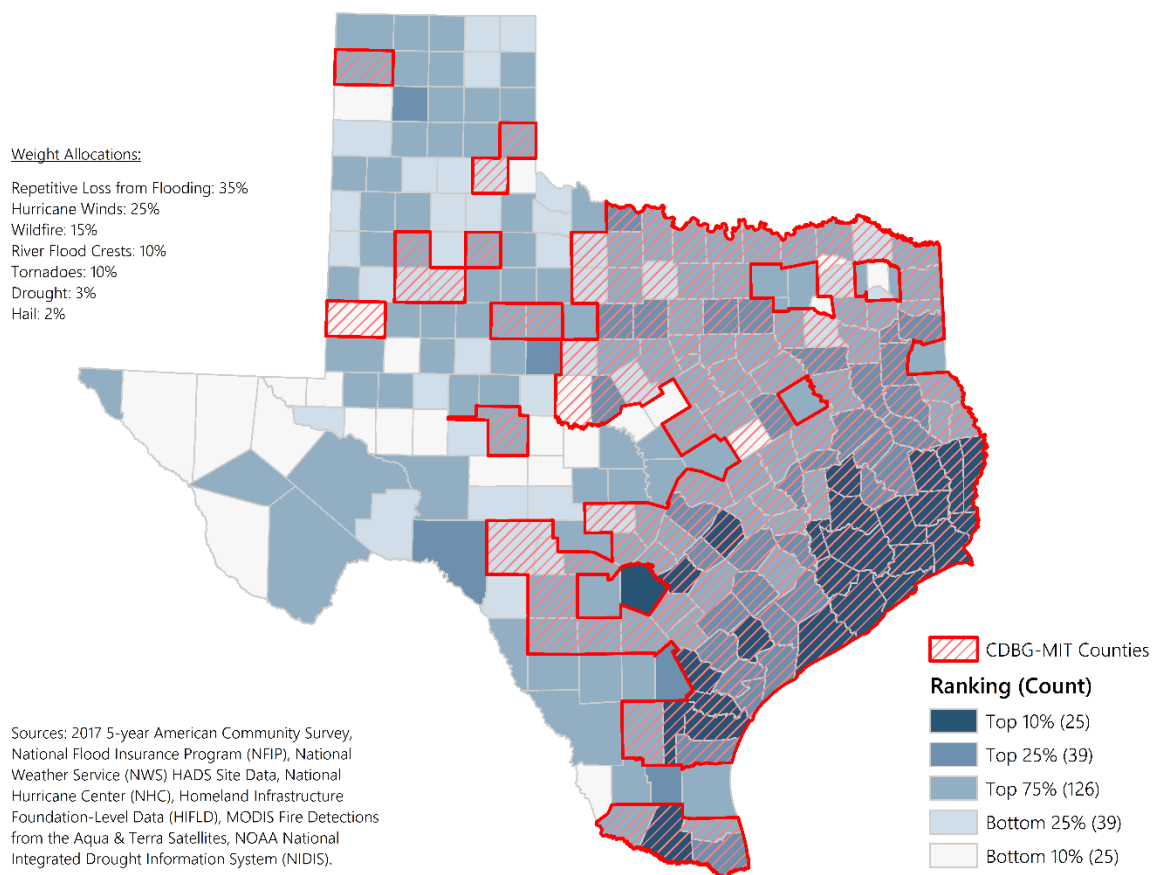 Weight Allocations:
Repetitive Loss from Flooding: 35%
Hurricane Winds: 25%
Wildfire: 15%
River Flood Crests: 10%
Tornadoes: 10%
Drought: 3%
Hail: 2%
CDBG-MIT Counties
Ranking (Count)
Top 10% (25)
Top 25% (39)
Top 75% (126)
Bottom 25% (39)
Bottom 10% (25)
Sources: 2017 5-year American Community Survey,
National Flood Insurance Program (NFIP), National
Weather Service (NWS) HADS Site Data, National
Hurricane Center (NHC), Homeland Infrastructure
Foundation-Level Data (HIFLD), MODIS Fire Detections
from the Aqua & Terra Satellites, NOAA National
Integrated Drought Information System (NIDIS).